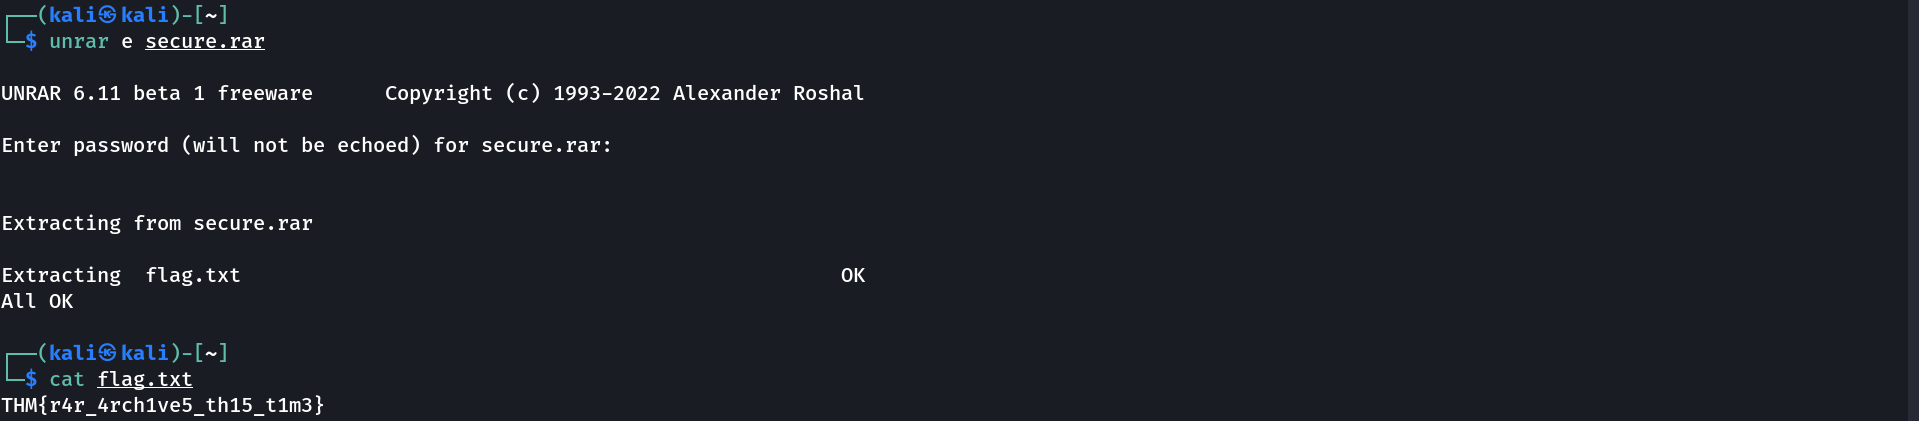 ┌──(kali㉿kali)-[~]
└─$ unrar e secure.rar
UNRAR 6.11 beta 1 freeware      Copyright (c) 1993-2022 Alexander Roshal
Enter password (will not be echoed) for secure.rar:
Extracting from secure.rar
Extracting  flag.txt                                                  OK
All OK
┌──(kali㉿kali)-[~]
└─$ cat flag.txt
THM{r4r_4rch1ve5_th15_t1m3}